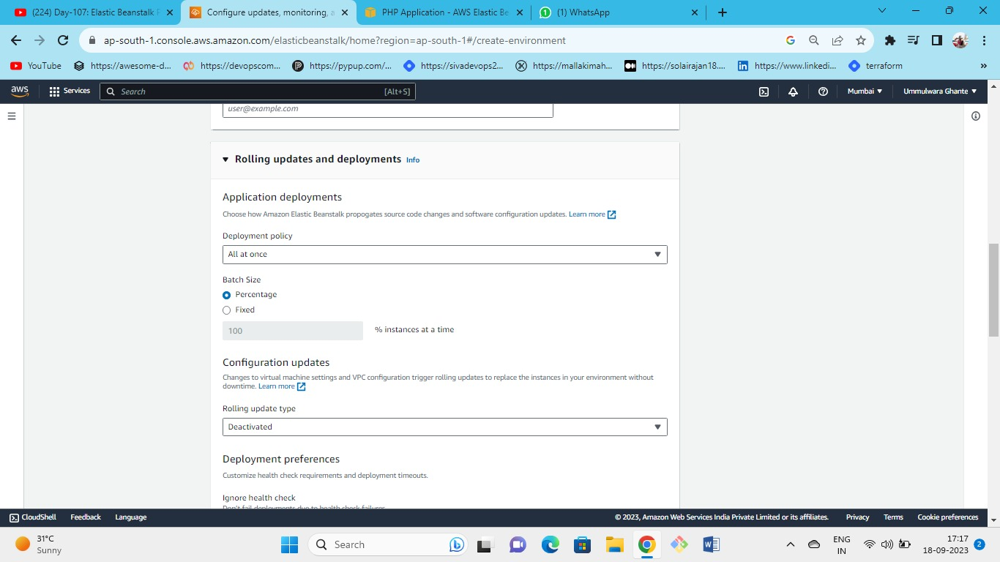 (224) Day-107: Elastic Beanstalk F
Configure updates, monitoring, a
PHP Application - AWS Elastic Be
(1) WhatsApp
ap-south-1.console.aws.amazon.com/elasticbeanstalk/home?region=ap-south-1#/create-environment
YouTube
https://awesome-d...
https://devopscom...
https://pypup.com/...
https://sivadevops2...
https://mallakimah...
https://solairajan18....
https://www.linkedi...
terraform
aws
Services
Search
[Alt+S]
Mumbai
Ummulwara Ghante
user@example.com
Rolling updates and deployments Info
Application deployments
Choose how Amazon Elastic Beanstalk propogates source code changes and software configuration updates. Learn more
Deployment policy
All at once
Batch Size
Percentage
Fixed
100
% instances at a time
Configuration updates
Changes to virtual machine settings and VPC configuration trigger rolling updates to replace the instances in your environment without
downtime. Learn more
Rolling update type
Deactivated
Deployment preferences
Customize health check requirements and deployment timeouts.
Ignore health check
Don't fail deployments due to health check failures
CloudShell
Feedback
Language
© 2023, Amazon Web Services India Private Limited or its affiliates.
Privacy
Terms
Cookie preferences
31°C
Sunny
Search
ENG
IN
17:17
18-09-2023
2